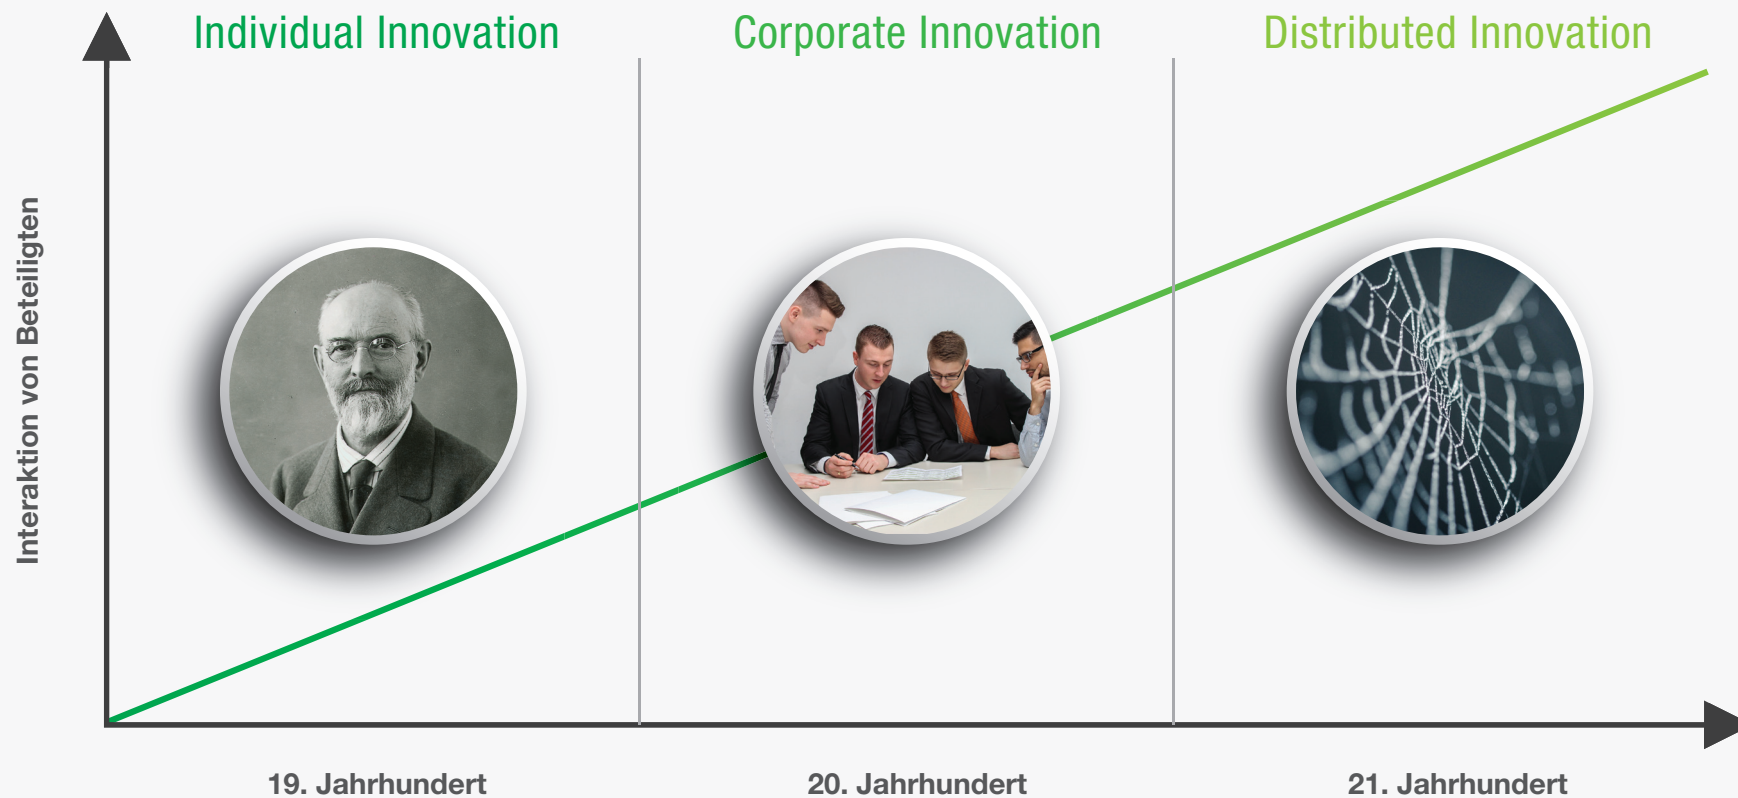 Individual Innovation
Corporate Innovation
Distributed Innovation
Interaktion von Beteiligten
19. Jahrhundert
20. Jahrhundert
21. Jahrhundert